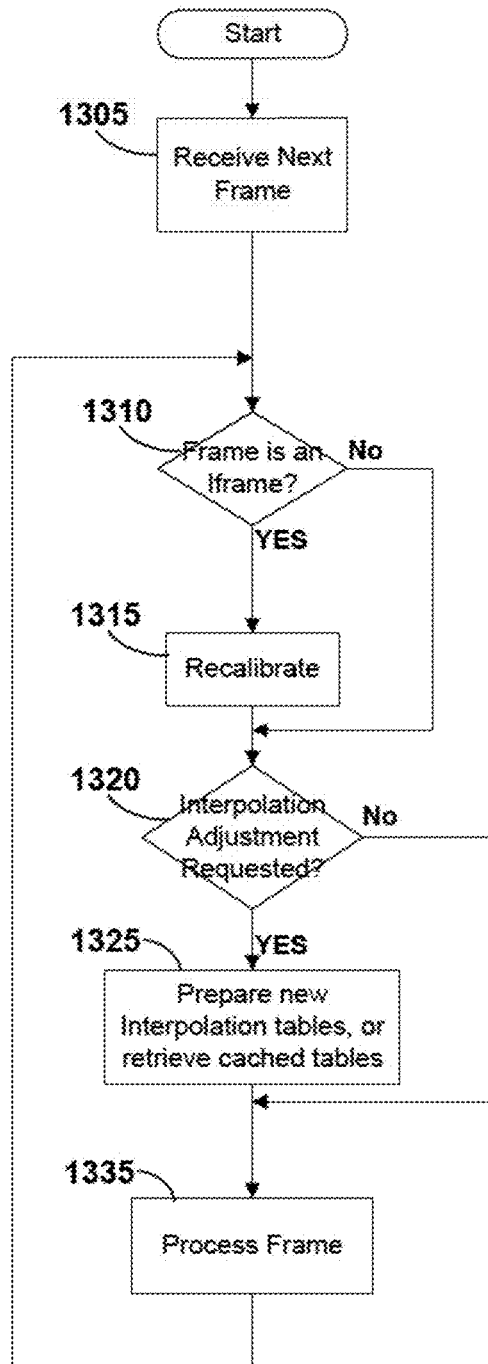 Start
1305
Receive Next
Frame
1310
Frame is an
Iframe?
No
YES
1315
Recalibrate
1320
Interpolation
Adjustment
Requested?
No
YES
1325
Prepare new
Interpolation tables, or
retrieve cached tables
1335
Process Frame